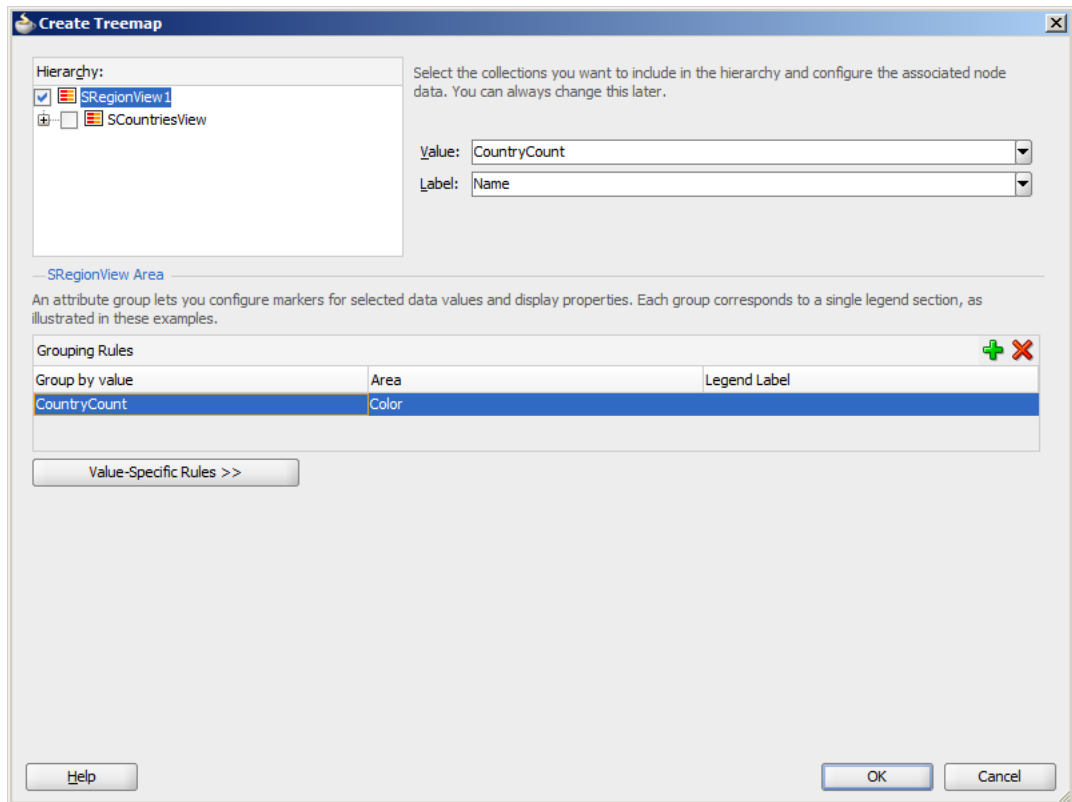 Create Treemap
Hierarchy:
SRegionView1
SCountriesView
Select the collections you want to include in the hierarchy and configure the associated node
data. You can always change this later.
Value: CountryCount
Label: Name
SRegionView Area
An attribute group lets you configure markers for selected data values and display properties. Each group corresponds to a single legend section, as
illustrated in these examples.
Grouping Rules
Group by value Area Legend Label
CountryCount Color
Value-Specific Rules >>
Help OK Cancel